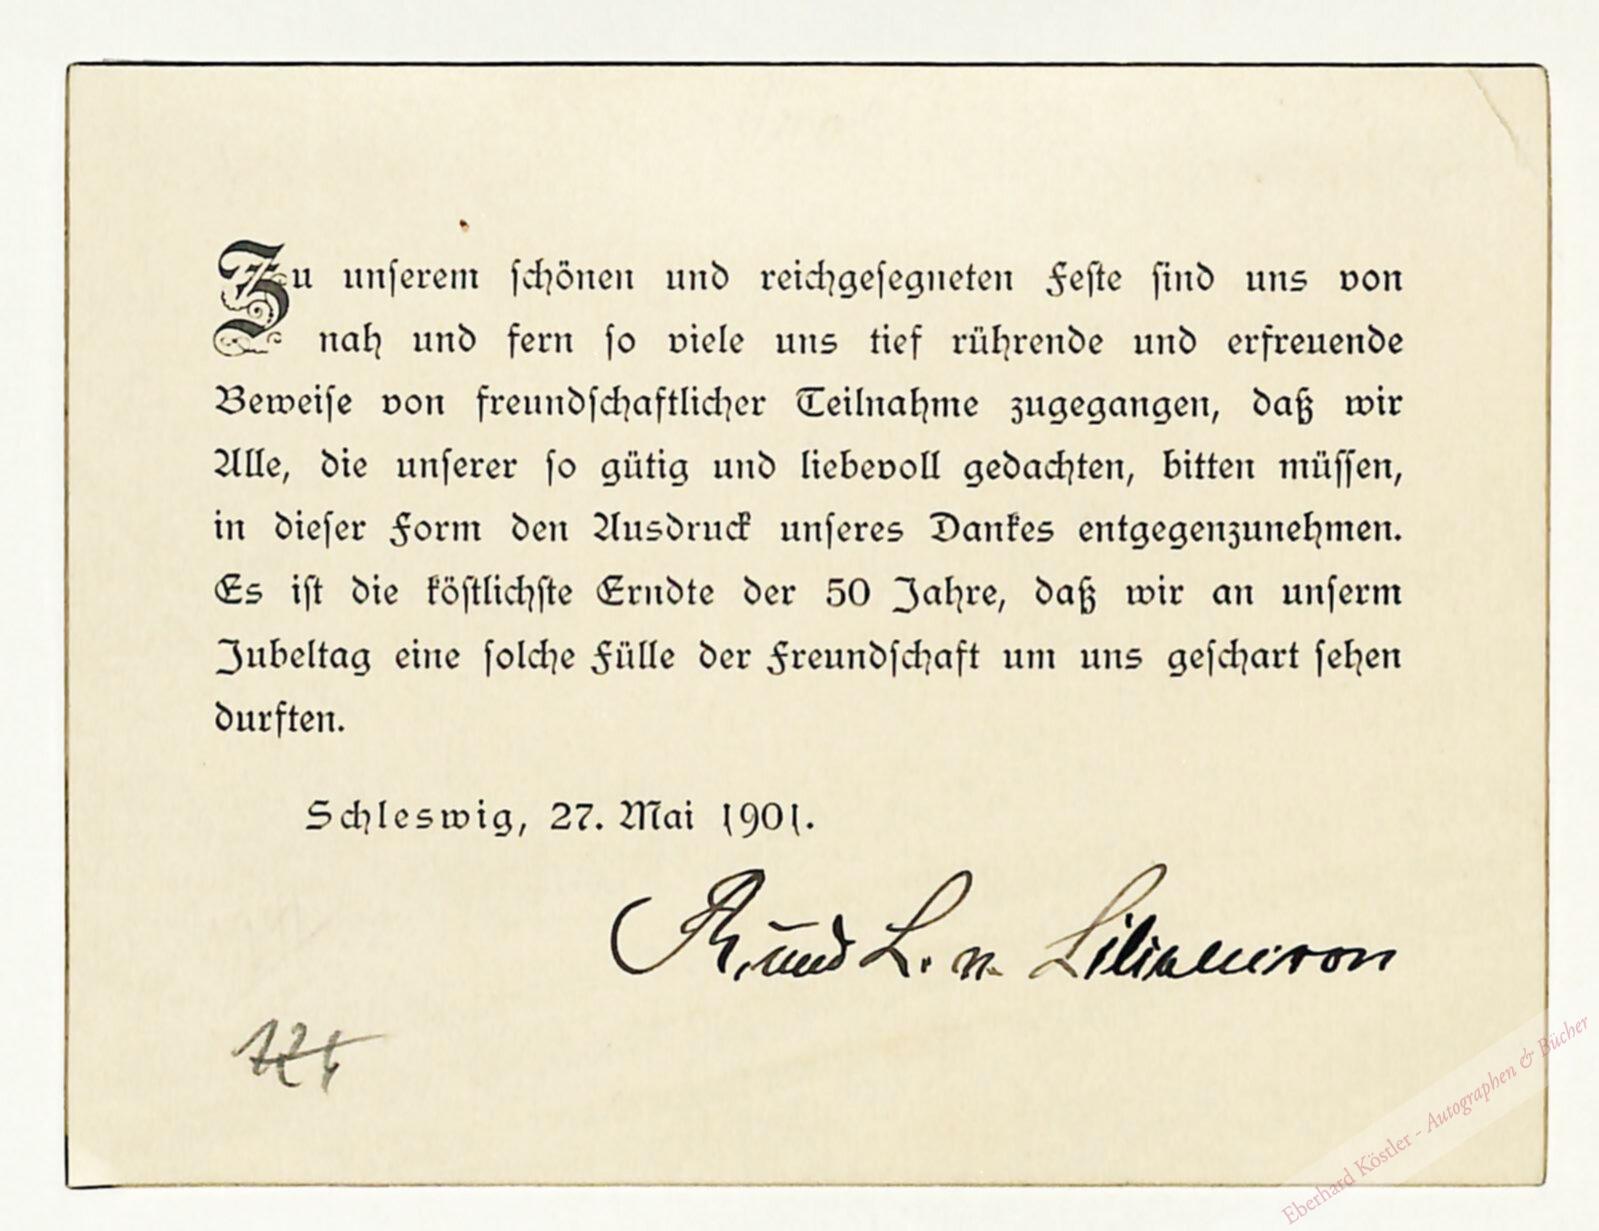 Zu unserem schönen und reichgesegneten Feste sind uns von
nah und fern so viele uns tief rührende und erfreuende
Beweise von freundschaftlicher Teilnahme zugegangen, daß wir
Alle, die unserer so gütig und liebevoll gedachten, bitten müssen,
in dieser Form den Ausdruck unseres Dankes entgegenzunehmen.
Es ist die köstlichste Erndte der 50 Jahre, daß wir an unserm
Jubeltag eine solche Fülle der Freundschaft um uns geschart sehen
durften.
Schleswig, 27. Mai 1901.
R. und L. v. Liliencron
Eberhard Köstler - Autographen & Bücher